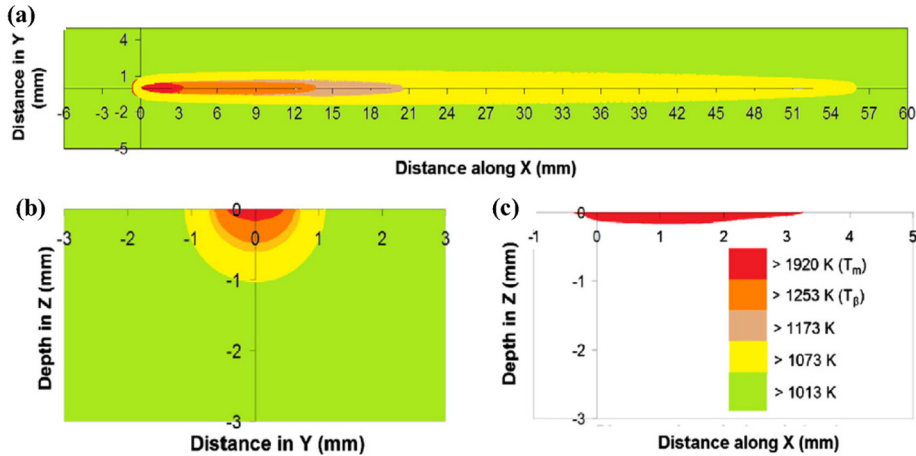 (a)
4
1
-2
-5
-6 -3 0 3 6 9 12 15 18 21 24 27 30 33 36 39 42 45 48 51 54 57 60
Distance in Y
(mm)
Distance along X (mm)
(b)
0
-1
-2
-3
-3 -2 -1 0 1 2 3
Depth in Z (mm)
Distance in Y (mm)
(c)
0
-1
-2
-3
-1 0 1 2 3 4 5
Depth in Z (mm)
Distance along X (mm)
> 1920 K (Tm)
> 1253 K (Tβ)
> 1173 K
> 1073 K
> 1013 K